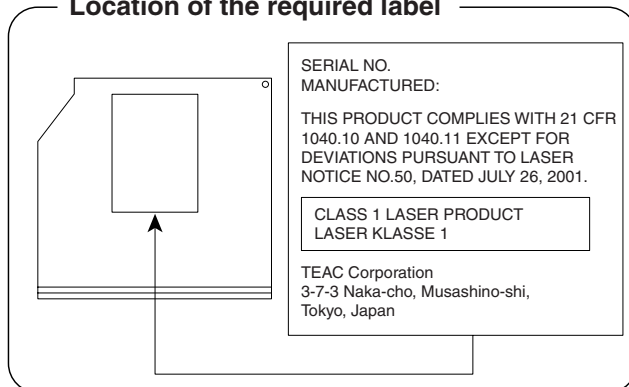 Location of the required label
SERIAL NO.
MANUFACTURED:
THIS PRODUCT COMPLIES WITH 21 CFR
1040.10 AND 1040.11 EXCEPT FOR
DEVIATIONS PURSUANT TO LASER
NOTICE NO.50, DATED JULY 26, 2001.
CLASS 1 LASER PRODUCT
LASER KLASSE 1
TEAC Corporation
3-7-3 Naka-cho, Musashino-shi,
Tokyo, Japan